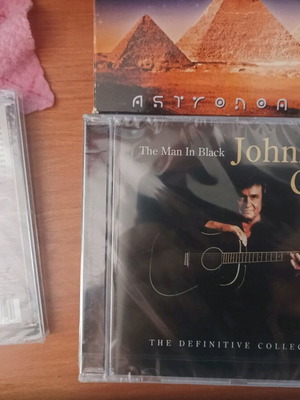 ASTRONOA
The Man In Black
John
C
THE DEFINITIVE COLLEC